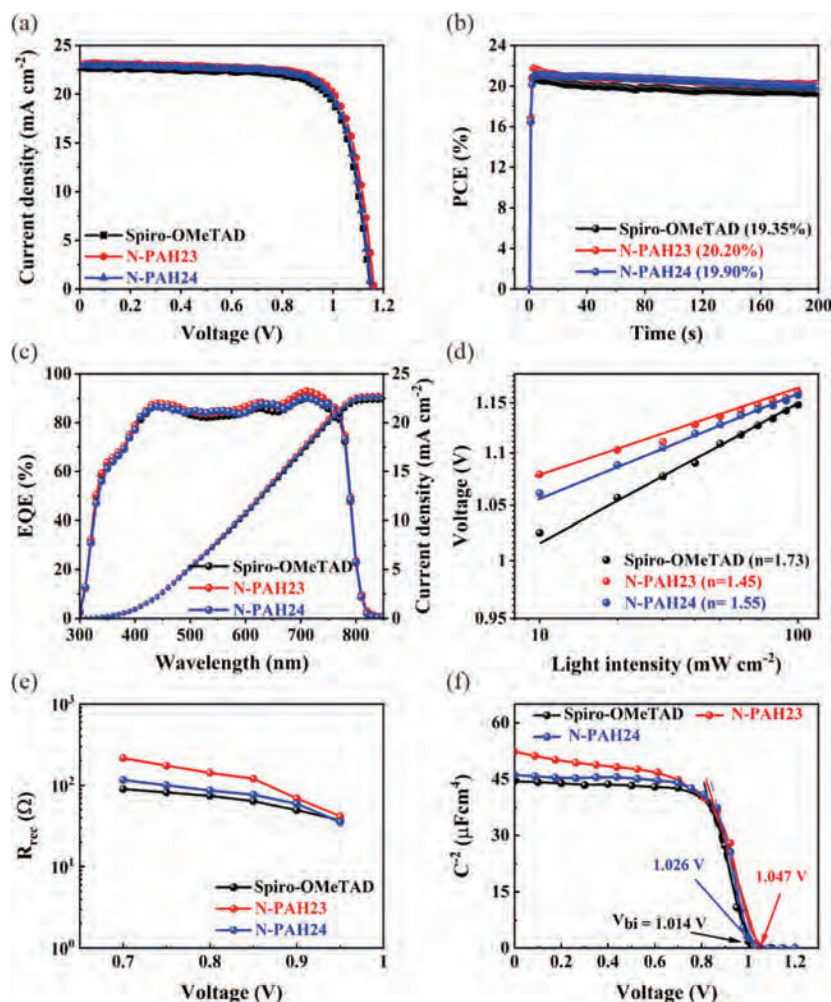 (a)
Current density (mA cm⁻²)
25
20
15
10
5
0
Spiro-OMeTAD
N-PAH23
N-PAH24
0.0 0.2 0.4 0.6 0.8 1.0 1.2
Voltage (V)
(b)
PCE (%)
24
20
16
12
8
4
0
Spiro-OMeTAD (19.35%)
N-PAH23 (20.20%)
N-PAH24 (19.90%)
0 40 80 120 160 200
Time (s)
(c)
EQE (%)
100
80
60
40
20
0
Spiro-OMeTAD
N-PAH23
N-PAH24
25
20
15
10
5
0
Current density (mA cm⁻²)
300 400 500 600 700 800
Wavelength (nm)
(d)
Voltage (V)
1.15
1.1
1.05
1
0.95
Spiro-OMeTAD (n=1.73)
N-PAH23 (n=1.45)
N-PAH24 (n= 1.55)
10 100
Light intensity (mW cm⁻²)
(e)
Rrec (Ω)
10³
10²
10¹
10⁰
Spiro-OMeTAD
N-PAH23
N-PAH24
0.7 0.8 0.9 1
Voltage (V)
(f)
C⁻² (μFcm⁴)
60
45
30
15
0
Spiro-OMeTAD N-PAH23
N-PAH24
1.026 V
1.047 V
Vbi = 1.014 V
0 0.2 0.4 0.6 0.8 1.0 1.2
Voltage (V)